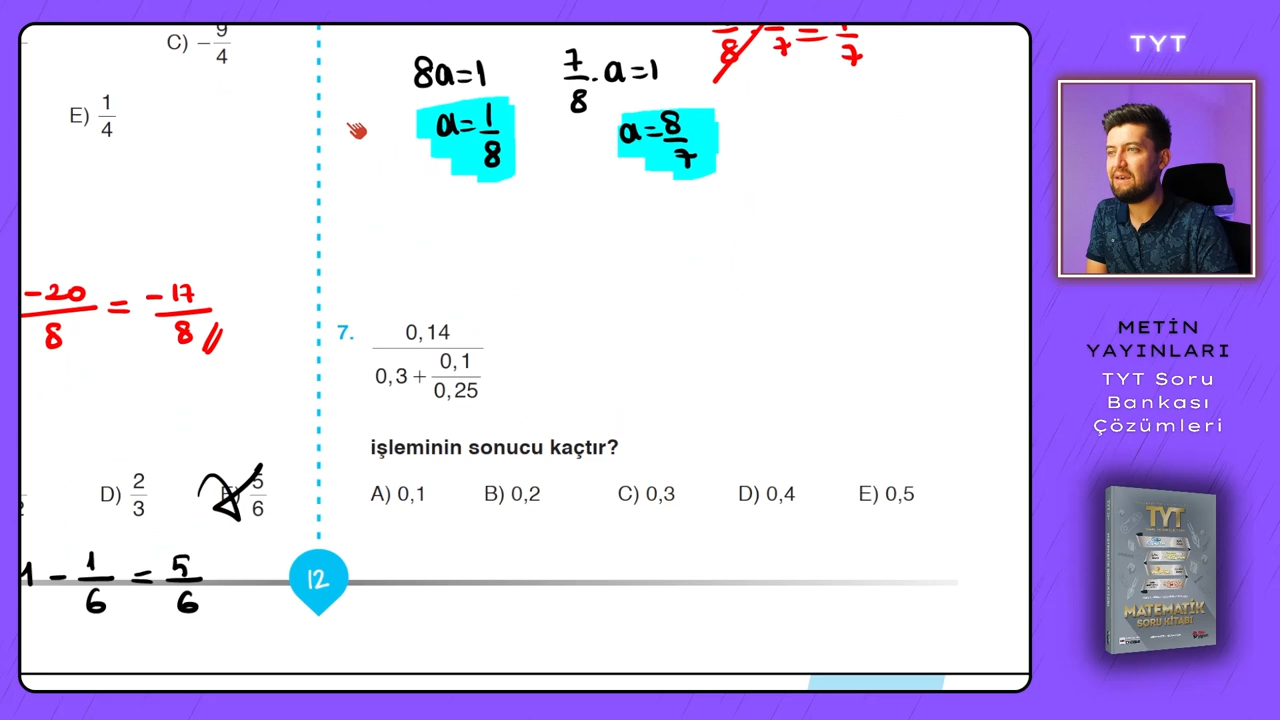 C) −9/4
E) 1/4
8a=1
a=1/8
7/8·a=1
a=8/7
8 7 = 1/7
−20/8 = −17/8
7. 0,14/(0,3+0,1/0,25)
işleminin sonucu kaçtır?
A) 0,1 B) 0,2 C) 0,3 D) 0,4 E) 0,5
D) 2/3 E) 5/6
− 1/6 = 5/6
12
TYT
METİN
YAYINLARI
TYT Soru
Bankası
Çözümleri
TYT
MATEMATİK
SORU KİTABI